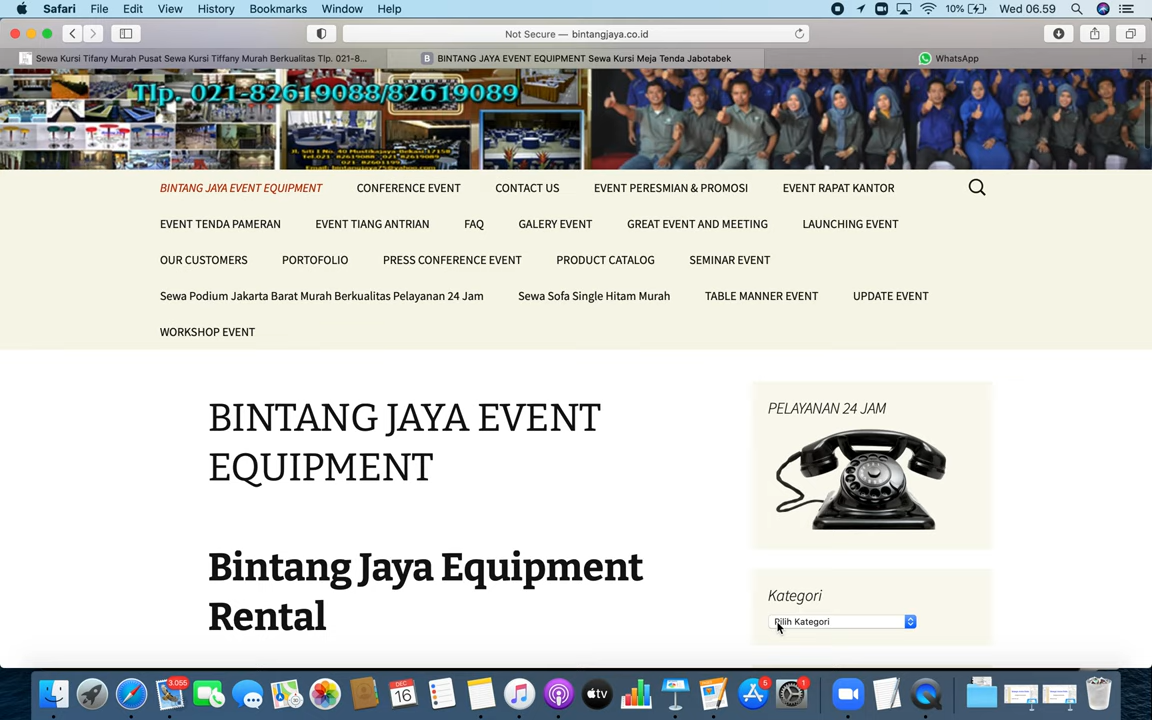 Safari File Edit View History Bookmarks Window Help 10% Wed 06.59
Not Secure — bintangjaya.co.id
Sewa Kursi Tifany Murah Pusat Sewa Kursi Tiffany Murah Berkualitas Tlp. 021-8... BINTANG JAYA EVENT EQUIPMENT Sewa Kursi Meja Tenda Jabotabek WhatsApp
Tlp. 021-82619088/82619089
BINTANG JAYA EVENT EQUIPMENT CONFERENCE EVENT CONTACT US EVENT PERESMIAN & PROMOSI EVENT RAPAT KANTOR
EVENT TENDA PAMERAN EVENT TIANG ANTRIAN FAQ GALERY EVENT GREAT EVENT AND MEETING LAUNCHING EVENT
OUR CUSTOMERS PORTOFOLIO PRESS CONFERENCE EVENT PRODUCT CATALOG SEMINAR EVENT
Sewa Podium Jakarta Barat Murah Berkualitas Pelayanan 24 Jam Sewa Sofa Single Hitam Murah TABLE MANNER EVENT UPDATE EVENT
WORKSHOP EVENT
BINTANG JAYA EVENT
EQUIPMENT
Bintang Jaya Equipment
Rental
PELAYANAN 24 JAM
Kategori
Pilih Kategori
3.055
DEC
16
tv
5
1